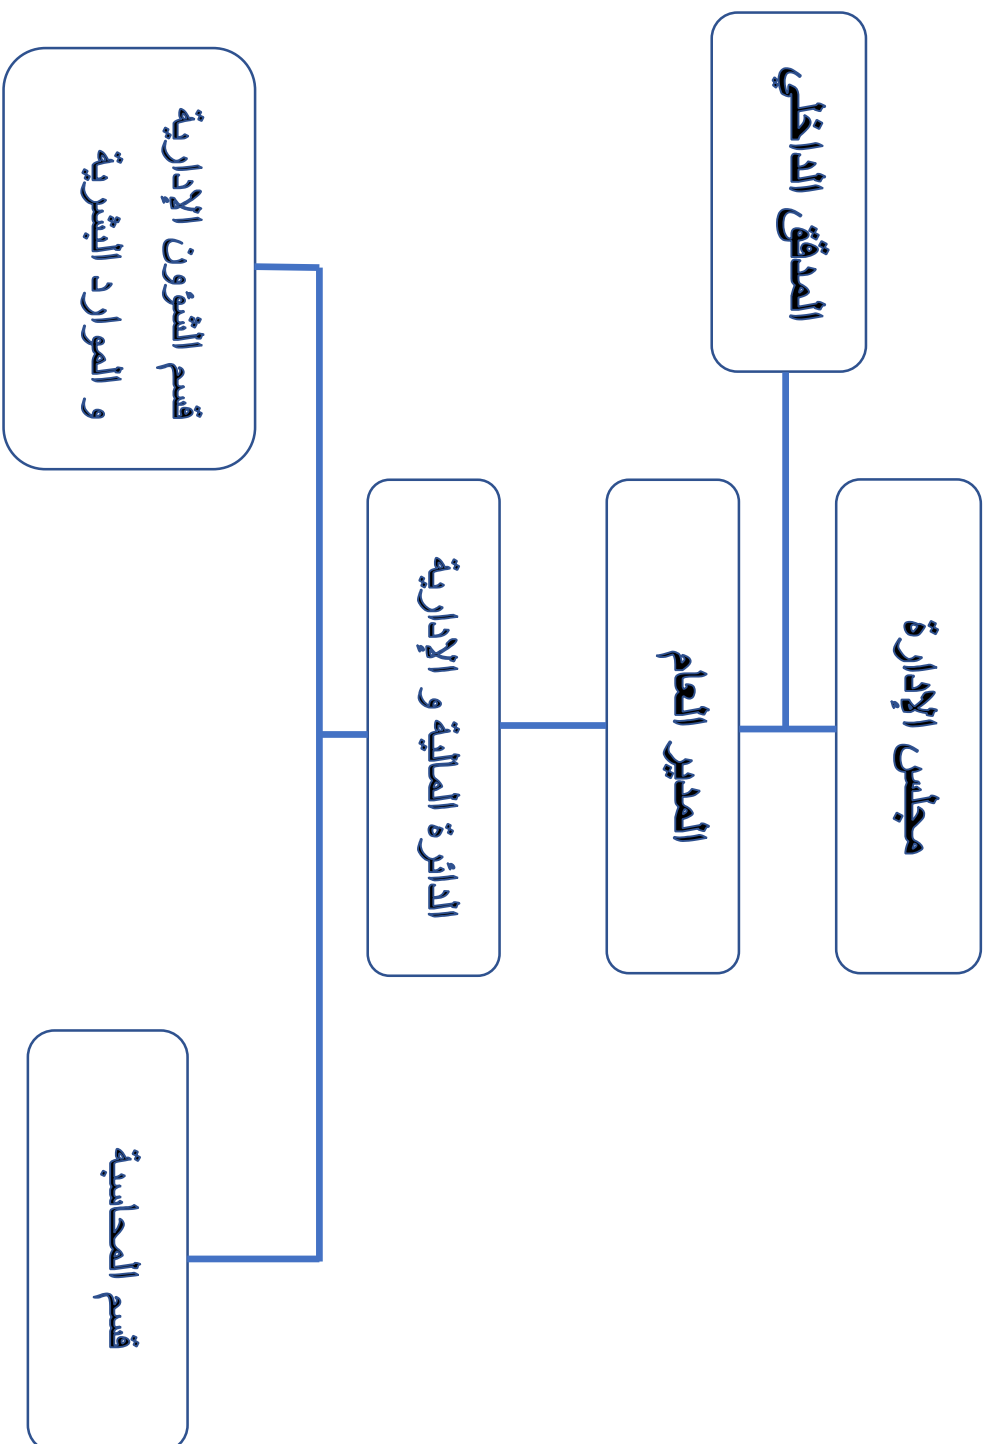 مجلس الإدارة
المدقق الداخلي
المدير العام
الدائرة المالية و الإدارية
قسم الشؤون الإدارية
و الموارد البشرية
قسم المحاسبة